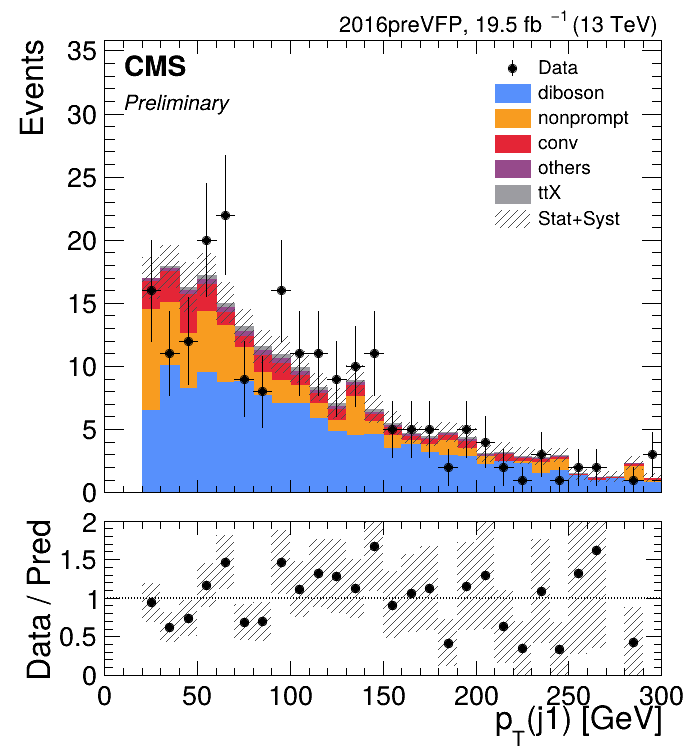 2016preVFP, 19.5 fb⁻¹ (13 TeV)
Events
35
30
25
20
15
10
5
0
CMS
Preliminary
Data
diboson
nonprompt
conv
others
ttX
Stat+Syst
Data / Pred
2
1.5
1
0.5
0
0 50 100 150 200 250 300
p_T(j1) [GeV]